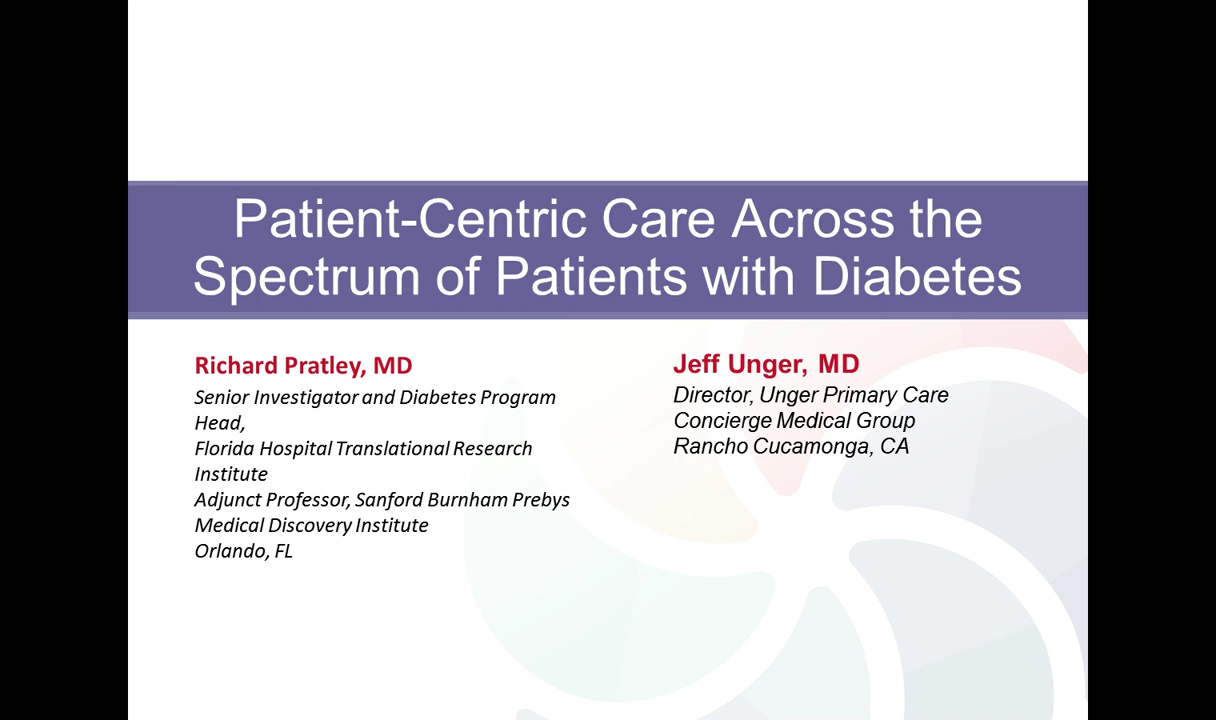 Patient-Centric Care Across the
Spectrum of Patients with Diabetes
Richard Pratley, MD
Senior Investigator and Diabetes Program
Head,
Florida Hospital Translational Research
Institute
Adjunct Professor, Sanford Burnham Prebys
Medical Discovery Institute
Orlando, FL
Jeff Unger, MD
Director, Unger Primary Care
Concierge Medical Group
Rancho Cucamonga, CA